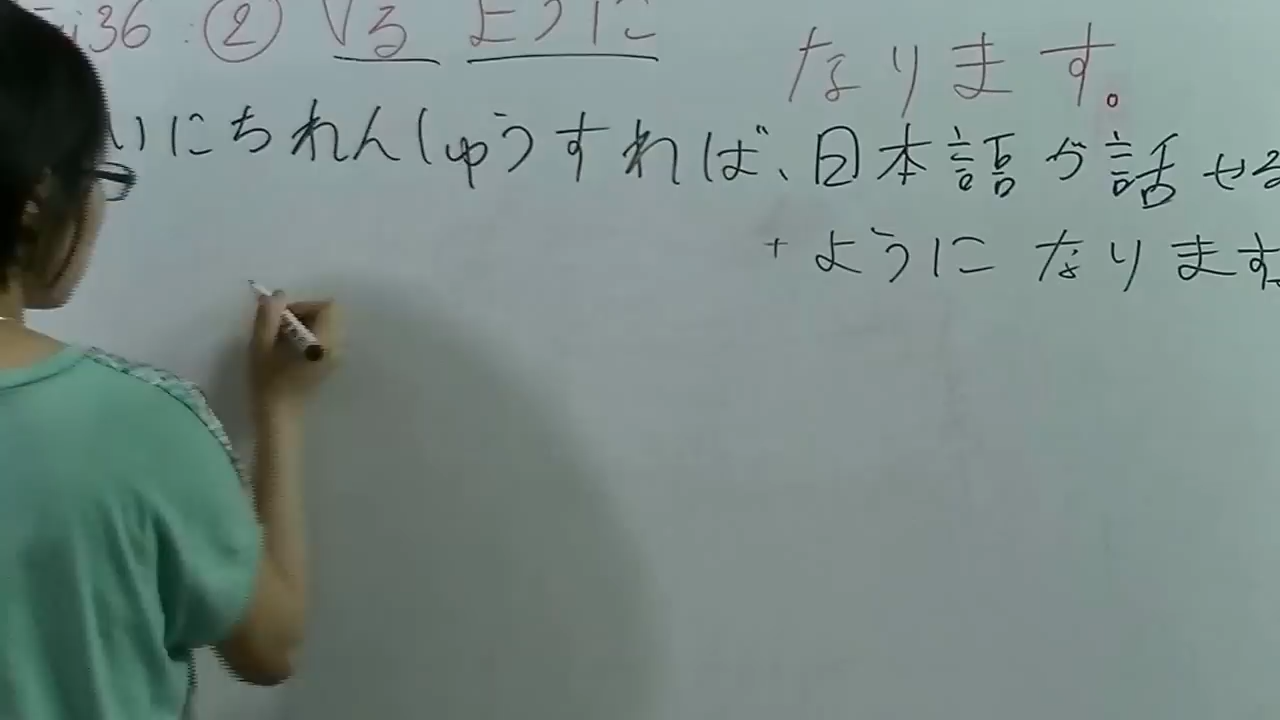 36 : ② Vる ように なります。
いにちれんしゅうすれば、日本語が話せる
+ ように なります